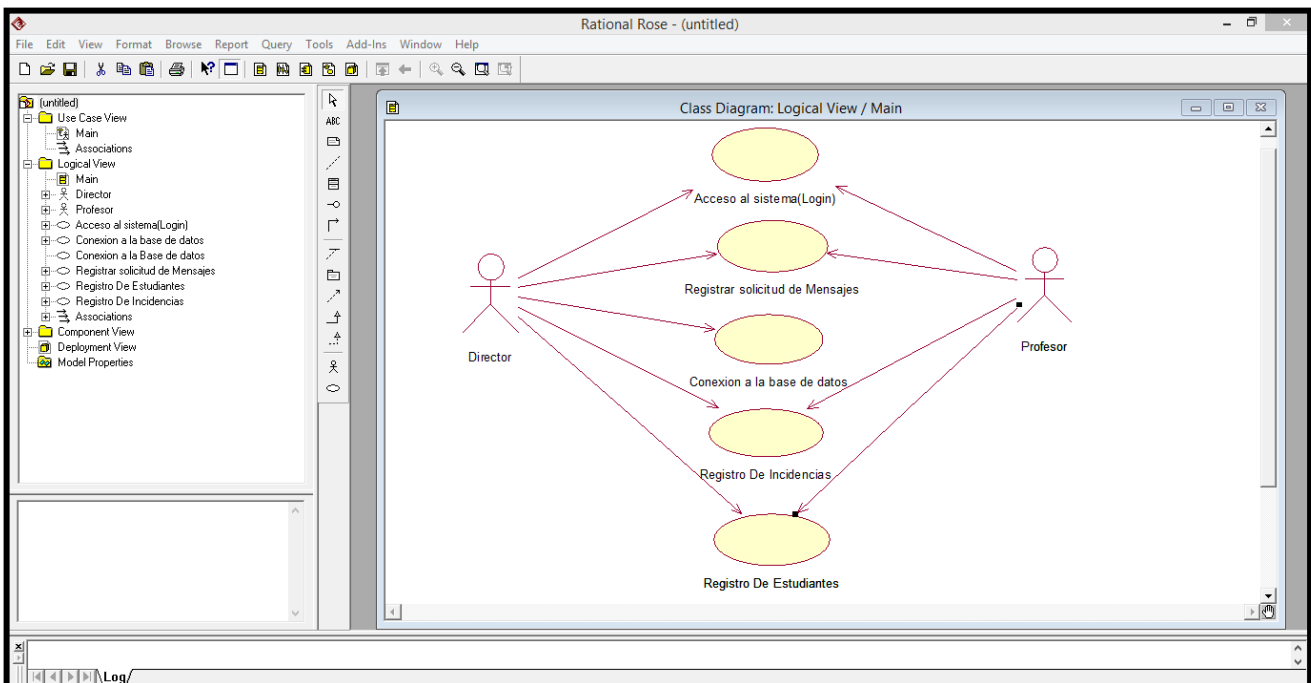 Rational Rose - (untitled)
File Edit View Format Browse Report Query Tools Add-Ins Window Help
(untitled)
Use Case View
Main
Associations
Logical View
Main
Director
Profesor
Acceso al sistema(Login)
Conexion a la base de datos
Conexion a la Base de datos
Registrar solicitud de Mensajes
Registro De Estudiantes
Registro De Incidencias
Associations
Component View
Deployment View
Model Properties
ABC
Class Diagram: Logical View / Main
Acceso al sistema(Login)
Registrar solicitud de Mensajes
Director
Profesor
Conexion a la base de datos
Registro De Incidencias
Registro De Estudiantes
Log